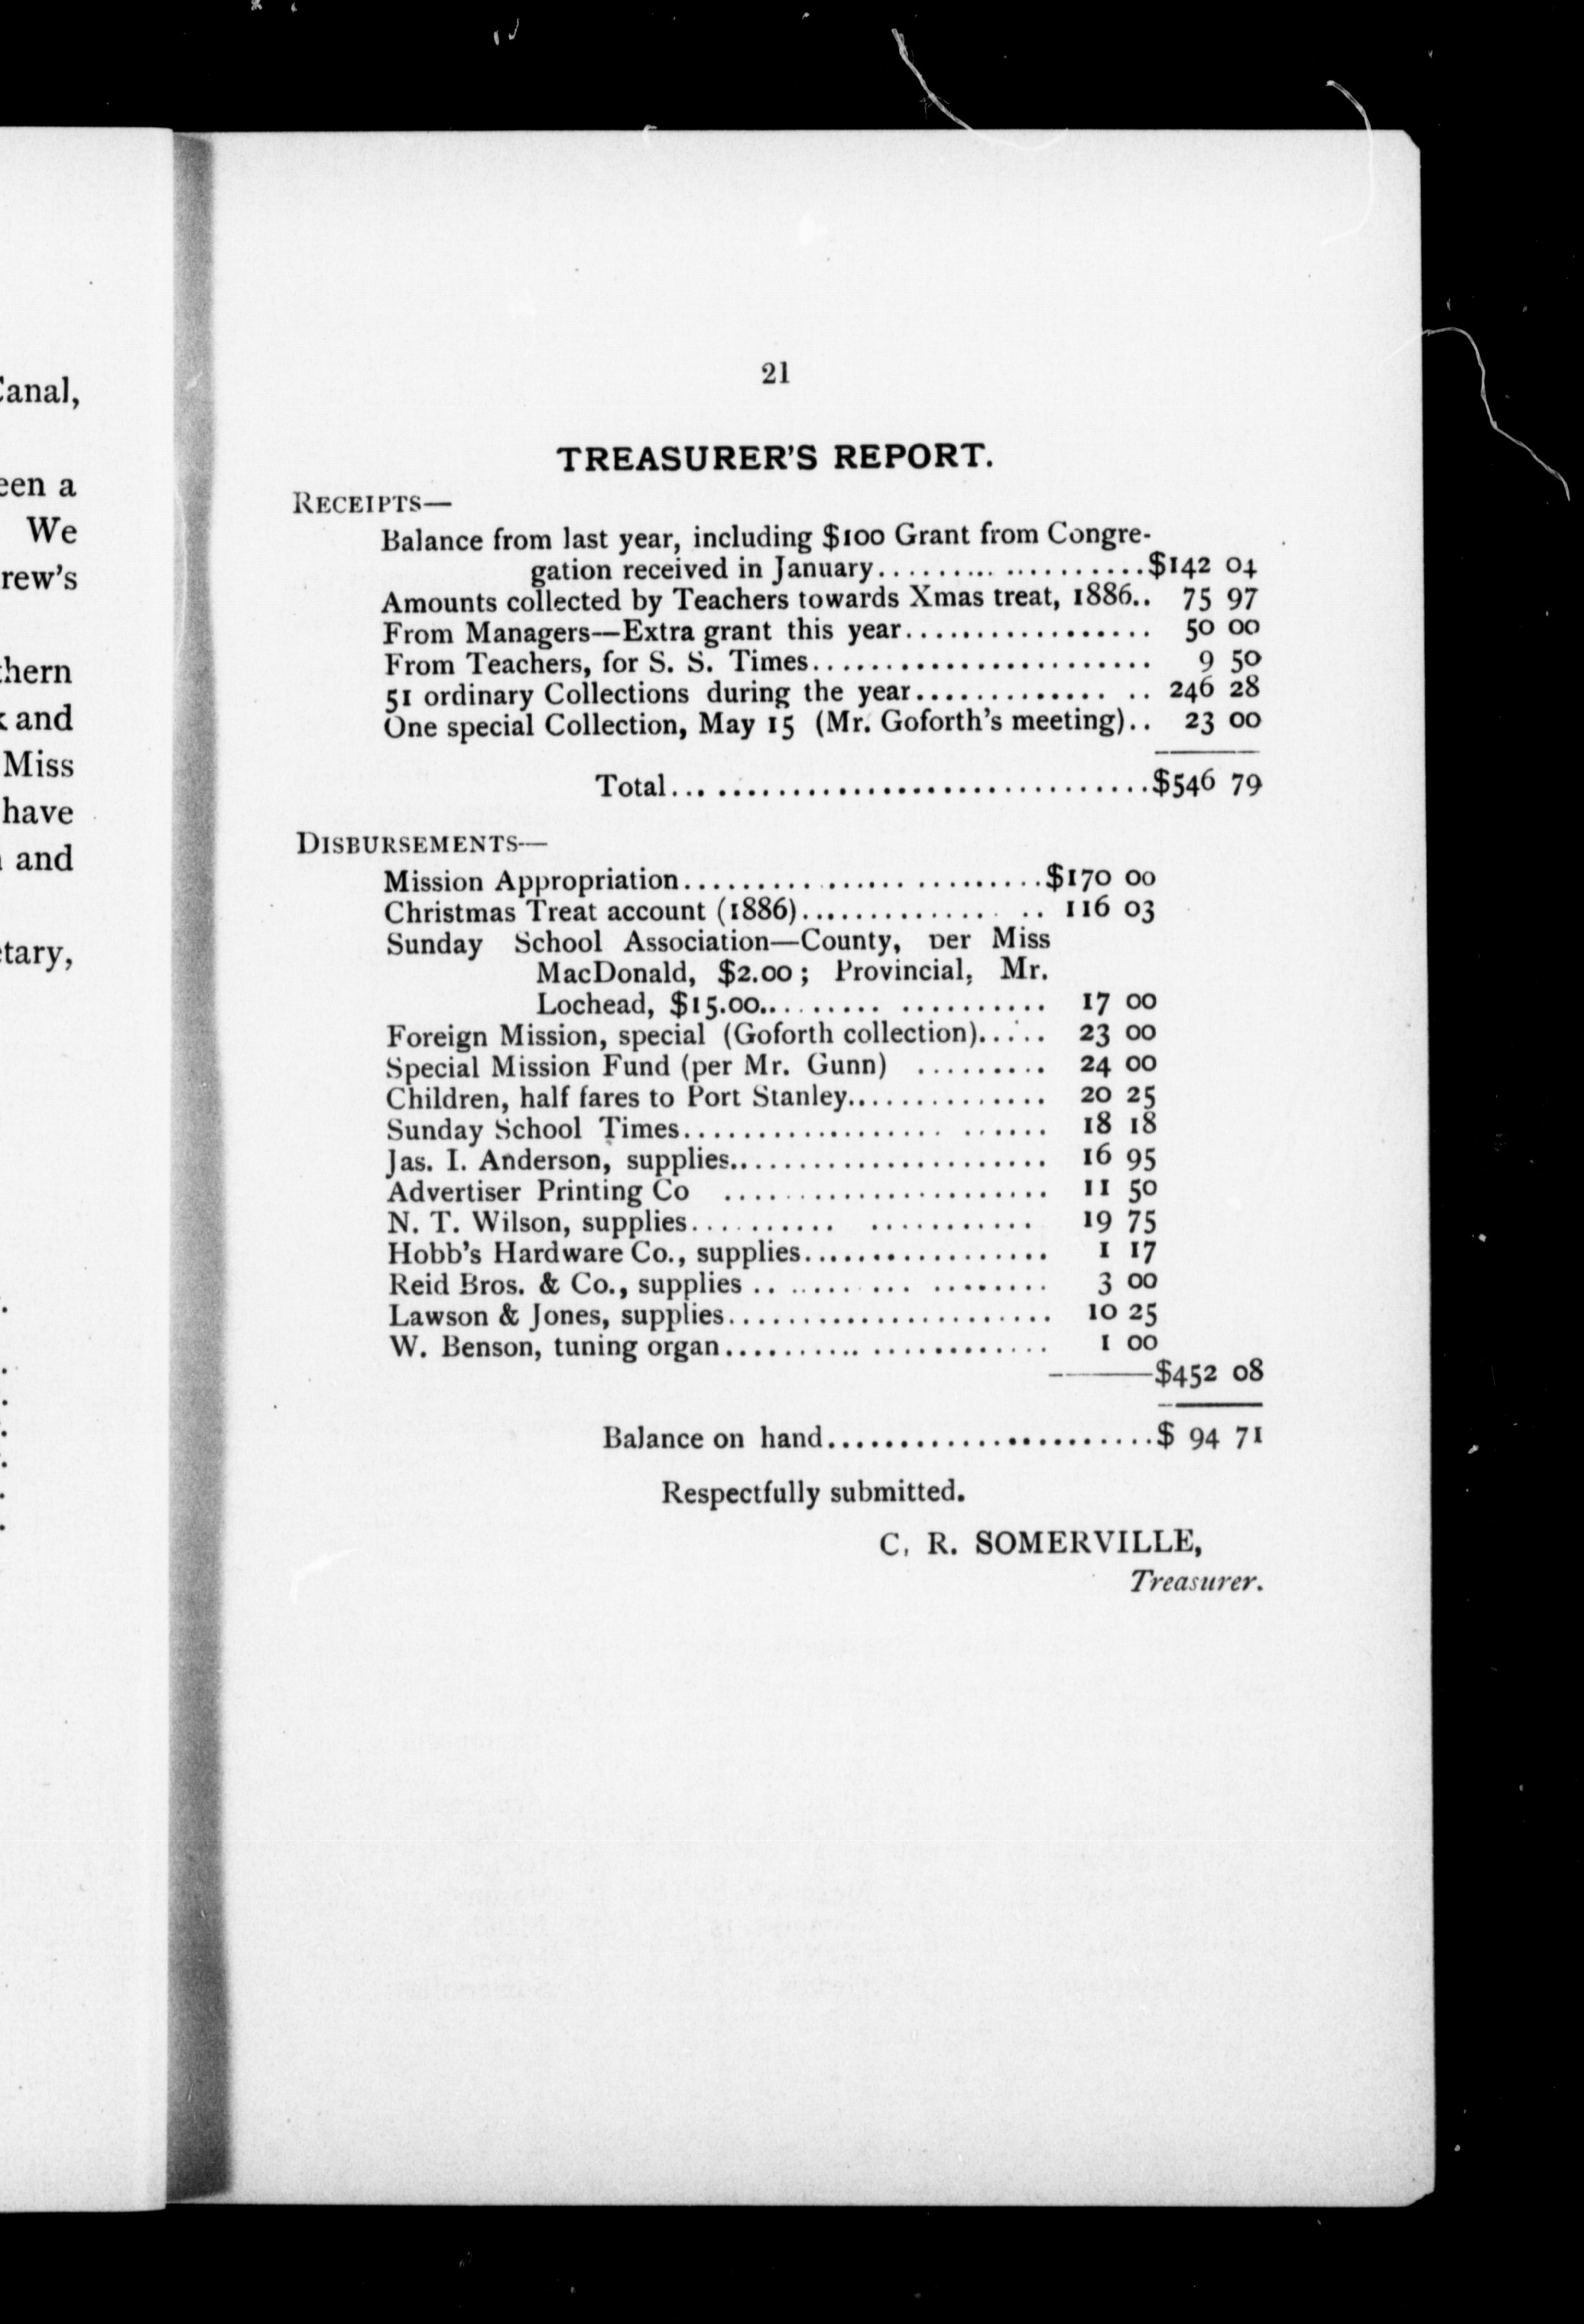 Canal,
een a
We
rew's
hern
k and
Miss
have
and
tary,
21
TREASURER'S REPORT.
RECEIPTS—
Balance from last year, including $100 Grant from Congre-
gation received in January.......... ............$142 04
Amounts collected by Teachers towards Xmas treat, 1886.. 75 97
From Managers—Extra grant this year................. 50 00
From Teachers, for S. S. Times....................... 9 50
51 ordinary Collections during the year............. .. 246 28
One special Collection, May 15 (Mr. Goforth's meeting).. 23 00
Total... ..............................$546 79
DISBURSEMENTS—
Mission Appropriation................ .........$170 00
Christmas Treat account (1886)............. .. 116 03
Sunday School Association—County, per Miss
MacDonald, $2.00; Provincial, Mr.
Lochead, $15.00......... .......... 17 00
Foreign Mission, special (Goforth collection)..... 23 00
Special Mission Fund (per Mr. Gunn) ......... 24 00
Children, half fares to Port Stanley.............. 20 25
Sunday School Times.................. ...... 18 18
Jas. I. Anderson, supplies...................... 16 95
Advertiser Printing Co ...................... 11 50
N. T. Wilson, supplies.......... ........... 19 75
Hobb's Hardware Co., supplies................. 1 17
Reid Bros. & Co., supplies .. ........ ........ 3 00
Lawson & Jones, supplies...................... 10 25
W. Benson, tuning organ.......... ............ 1 00
———$452 08
Balance on hand.......................$ 94 71
Respectfully submitted.
C. R. SOMERVILLE,
Treasurer.